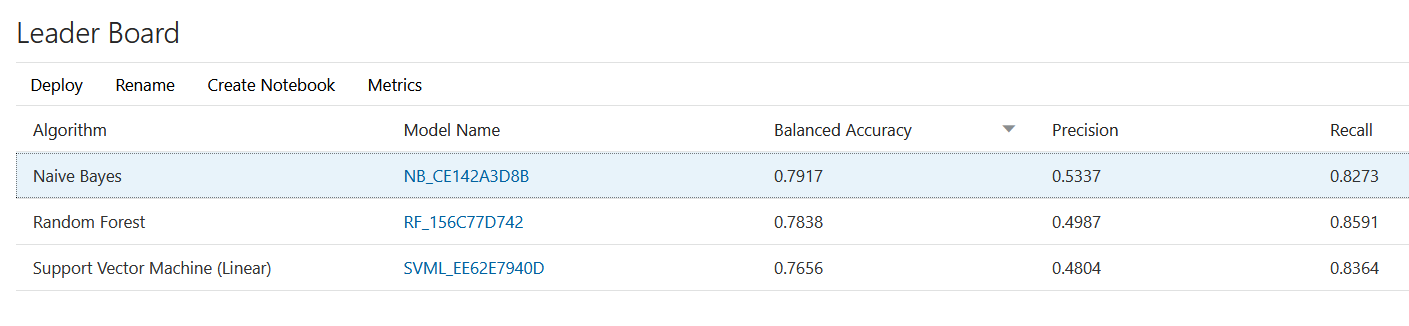 Leader Board
Deploy Rename Create Notebook Metrics
Algorithm Model Name Balanced Accuracy Precision Recall
Naive Bayes NB_CE142A3D8B 0.7917 0.5337 0.8273
Random Forest RF_156C77D742 0.7838 0.4987 0.8591
Support Vector Machine (Linear) SVML_EE62E7940D 0.7656 0.4804 0.8364